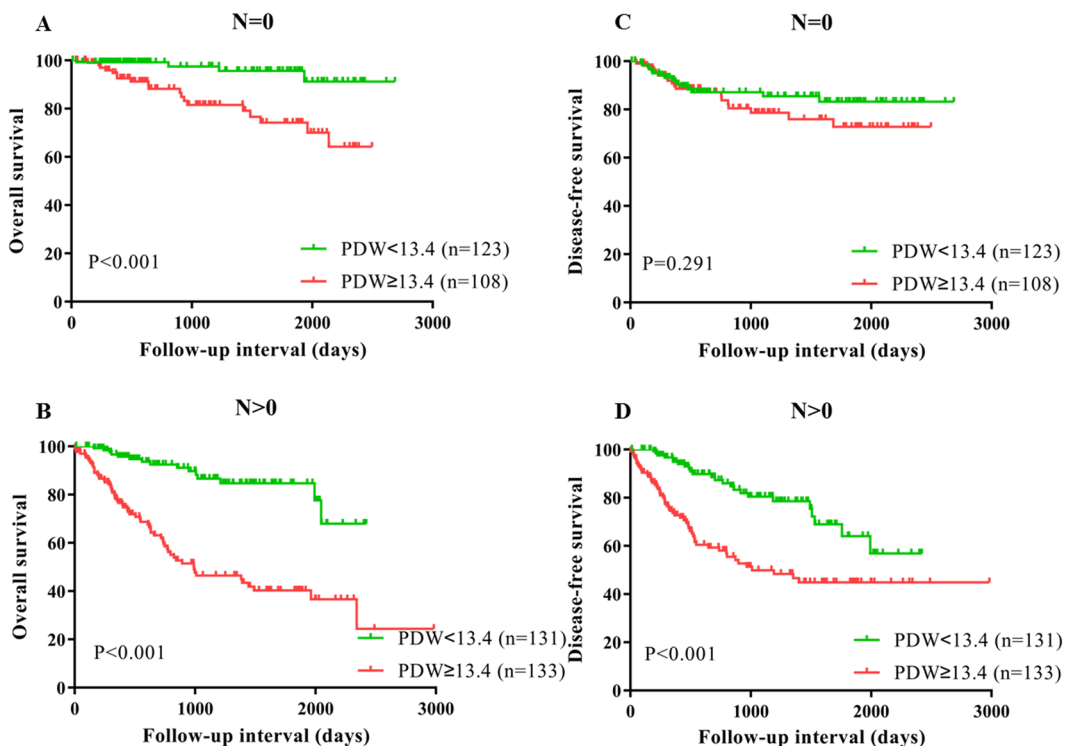 A
N=0
Overall survival
100
80
60
40
20
0
PDW<13.4 (n=123)
PDW≥13.4 (n=108)
P<0.001
0 1000 2000 3000
Follow-up interval (days)
C
N=0
Disease-free survival
100
80
60
40
20
0
PDW<13.4 (n=123)
PDW≥13.4 (n=108)
P=0.291
0 1000 2000 3000
Follow-up interval (days)
B
N>0
Overall survival
100
80
60
40
20
0
PDW<13.4 (n=131)
PDW≥13.4 (n=133)
P<0.001
0 1000 2000 3000
Follow-up interval (days)
D
N>0
Disease-free survival
100
80
60
40
20
0
PDW<13.4 (n=131)
PDW≥13.4 (n=133)
P<0.001
0 1000 2000 3000
Follow-up interval (days)